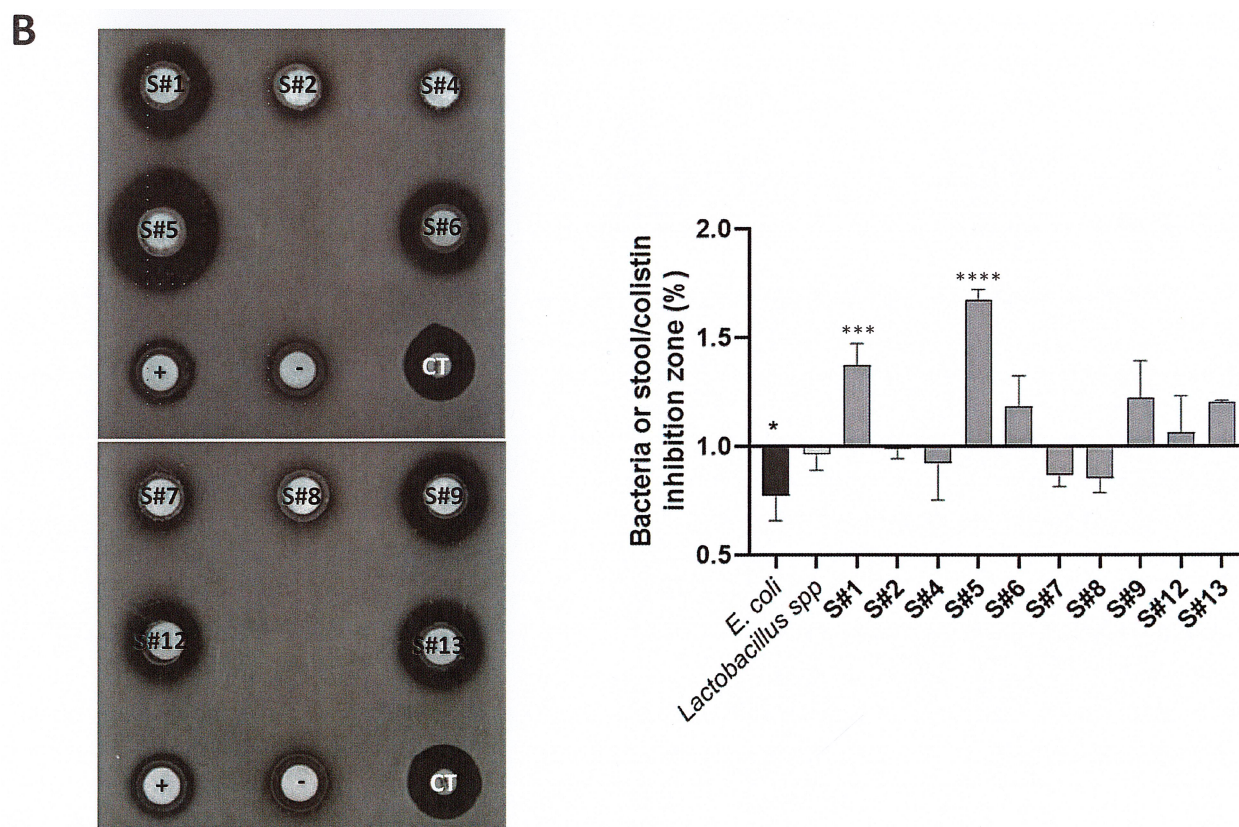 B
S#1 S#2 S#4
S#5 S#6
+ - CT
S#7 S#8 S#9
S#12 S#13
+ - CT
Bacteria or stool/colistin
inhibition zone (%)
2.0
1.5
1.0
0.5
*
***
****
E. coli
Lactobacillus spp
S#1
S#2
S#4
S#5
S#6
S#7
S#8
S#9
S#12
S#13